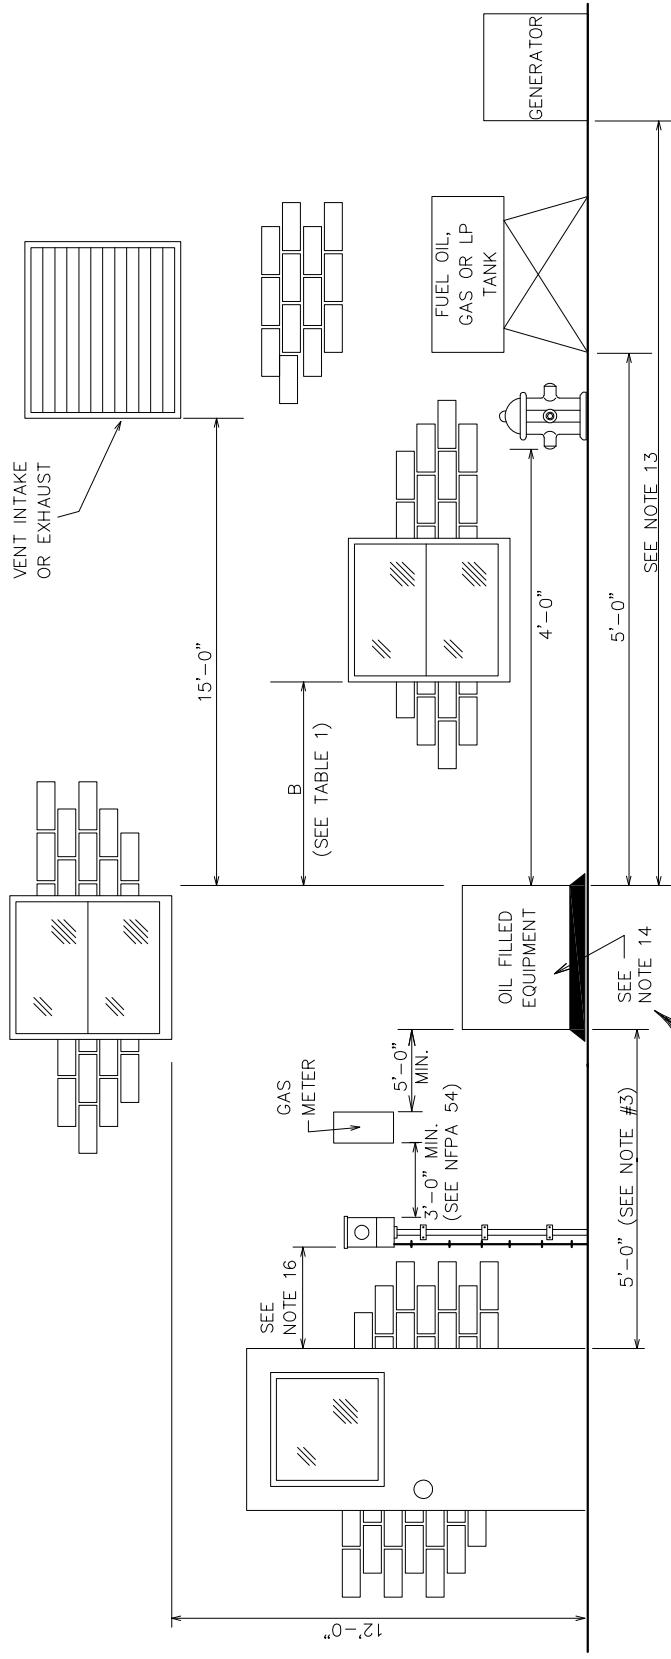 VENT INTAKE
OR EXHAUST
15'-0"
B
(SEE TABLE 1)
GAS
METER
5'-0"
MIN.
3'-0" MIN.
(SEE NFPA 54)
SEE
NOTE 16
12'-0"
OIL FILLED
EQUIPMENT
SEE
NOTE 14
5'-0" (SEE NOTE #3)
4'-0"
5'-0"
SEE NOTE 13
FUEL OIL,
GAS OR LP
TANK
GENERATOR